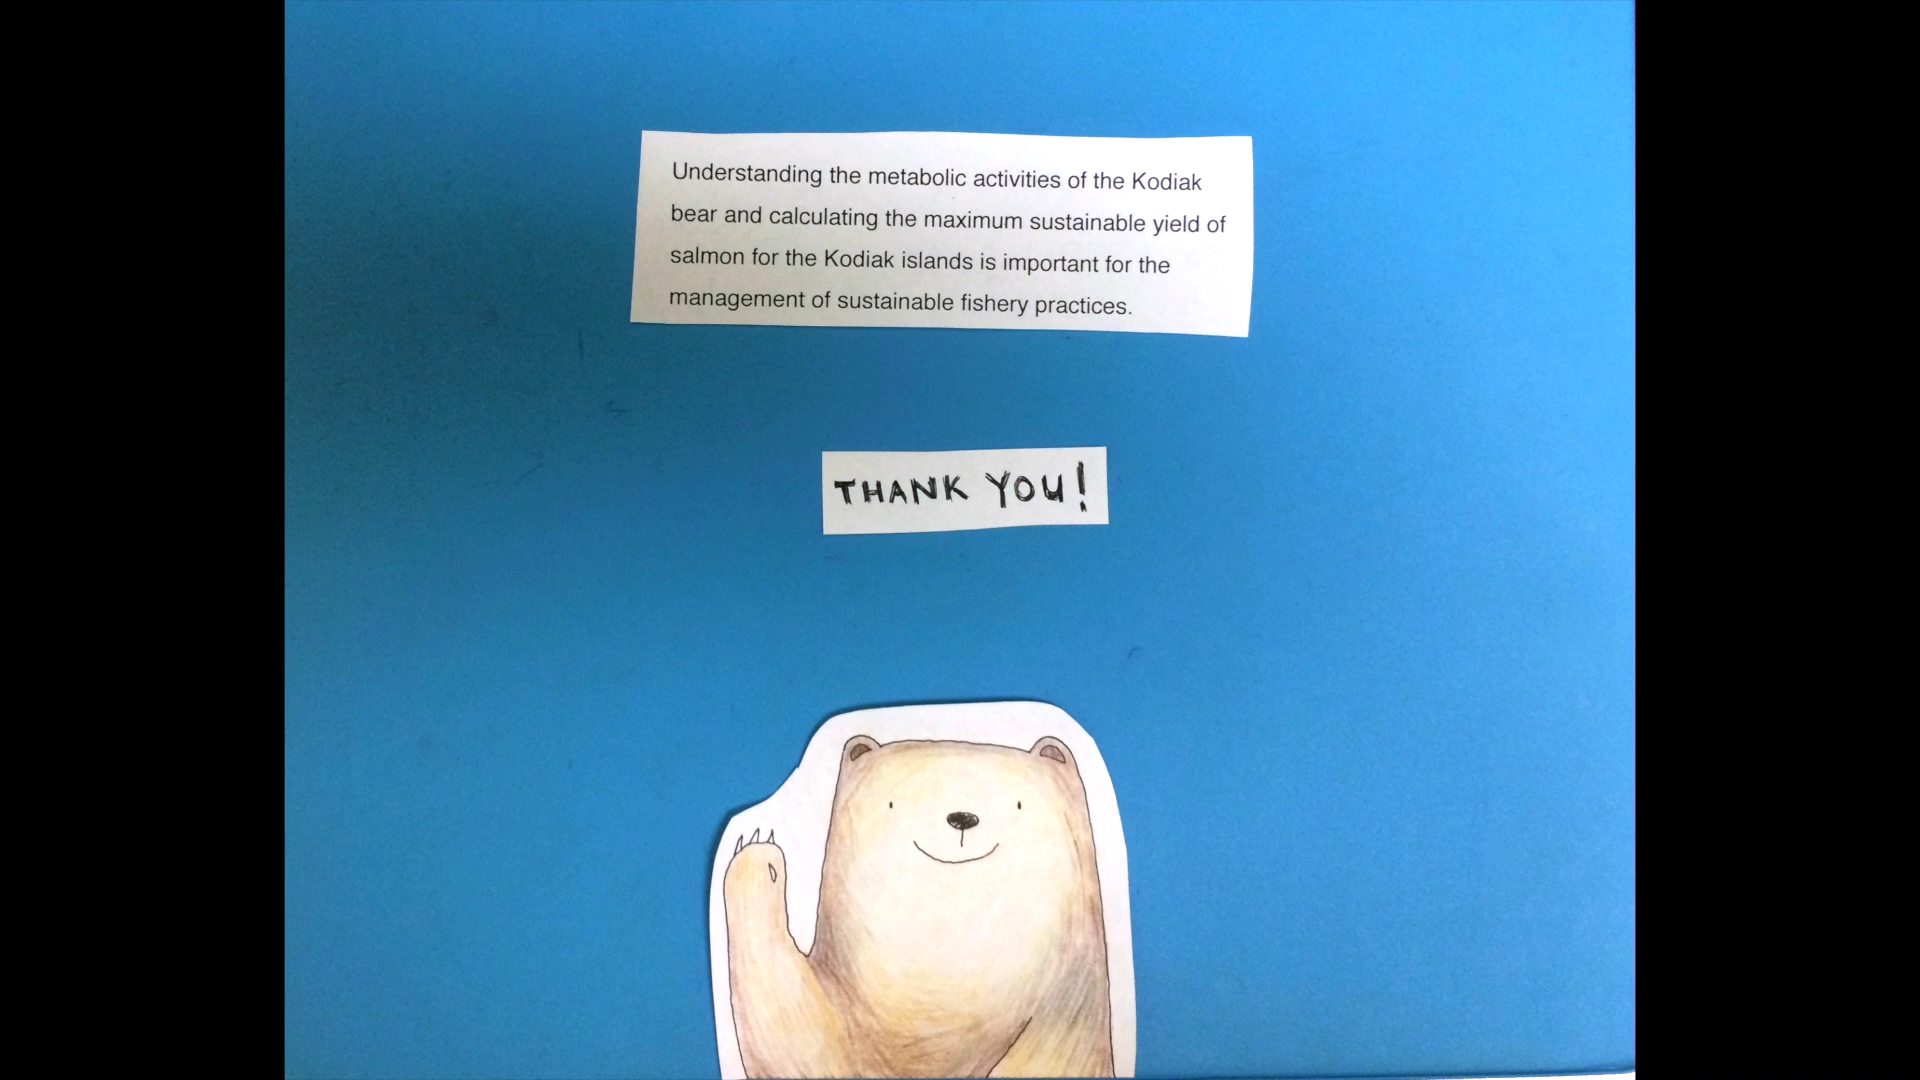 Understanding the metabolic activities of the Kodiak
bear and calculating the maximum sustainable yield of
salmon for the Kodiak islands is important for the
management of sustainable fishery practices.
THANK YOU!